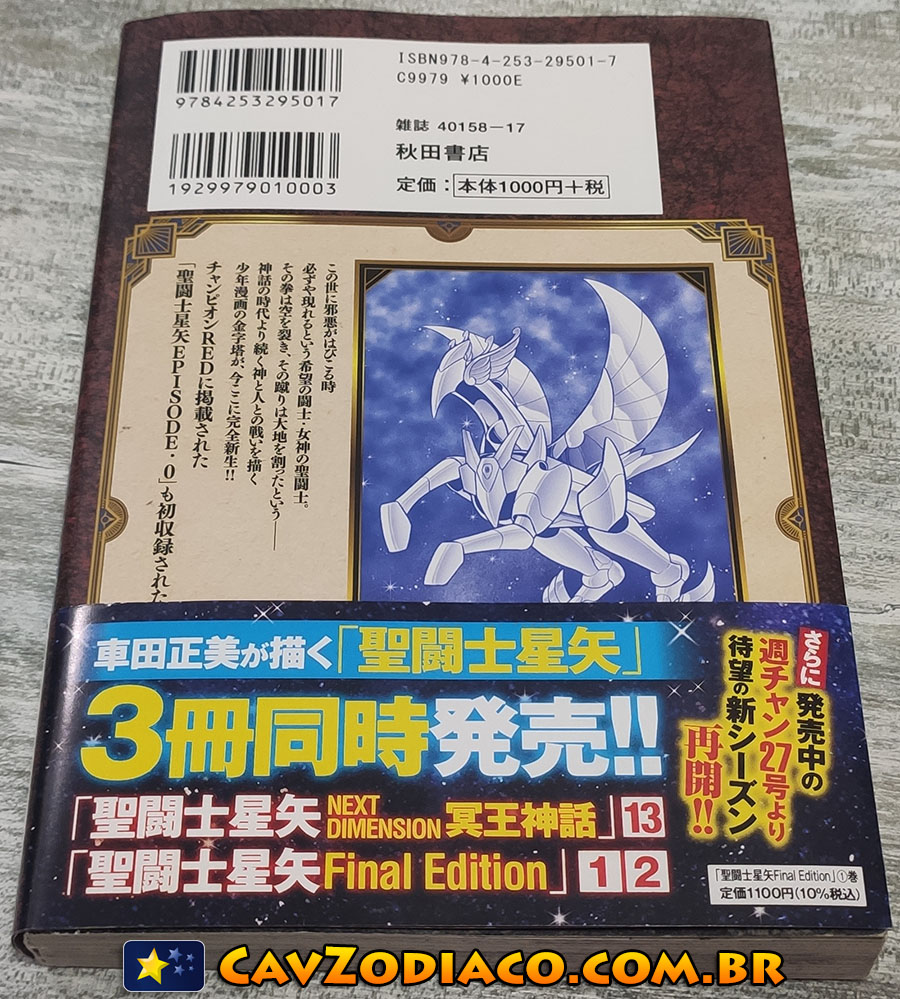 ISBN978-4-253-29501-7
C9979 ¥1000E
9784253295017
雑誌 40158-17
秋田書店
1929979010003
定価：本体1000円+税
この世に邪悪がはびこる時
必ずや現れるという希望の闘士・女神の聖闘士。
その拳は空を裂き、その蹴りは大地を割ったという――
神話の時代より続く神と人との戦いを描く
少年漫画の金字塔が、今ここに完全新生!!
チャンピオンREDに掲載された
「聖闘士星矢EPISODE・0」も初収録された
車田正美が描く「聖闘士星矢」
3冊同時発売!!
「聖闘士星矢 NEXT DIMENSION 冥王神話」13
「聖闘士星矢Final Edition」1 2
さらに発売中の
週チャン27号より
待望の新シーズン
再開!!
「聖闘士星矢Final Edition」①巻
定価1100円(10%税込)
CavZodiaco.com.br